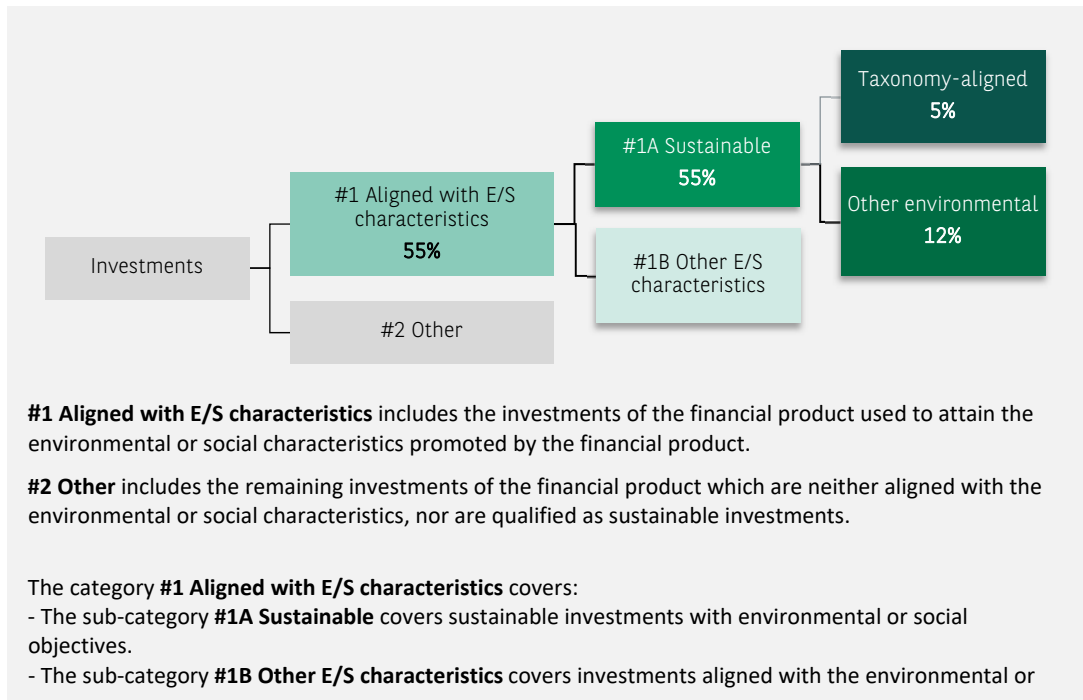 Taxonomy-aligned
5%
#1A Sustainable
55%
#1 Aligned with E/S
characteristics
55%
Other environmental
12%
Investments
#1B Other E/S
characteristics
#2 Other
#1 Aligned with E/S characteristics includes the investments of the financial product used to attain the
environmental or social characteristics promoted by the financial product.
#2 Other includes the remaining investments of the financial product which are neither aligned with the
environmental or social characteristics, nor are qualified as sustainable investments.
The category #1 Aligned with E/S characteristics covers:
- The sub-category #1A Sustainable covers sustainable investments with environmental or social
objectives.
- The sub-category #1B Other E/S characteristics covers investments aligned with the environmental or